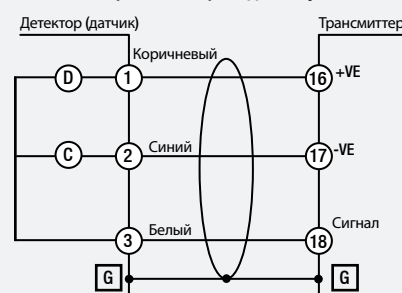 Детектор (датчик)
Трансмиттер
Коричневый
D
1
16
+VE
C
2
Синий
17
-VE
3
Белый
18
Сигнал
G
G